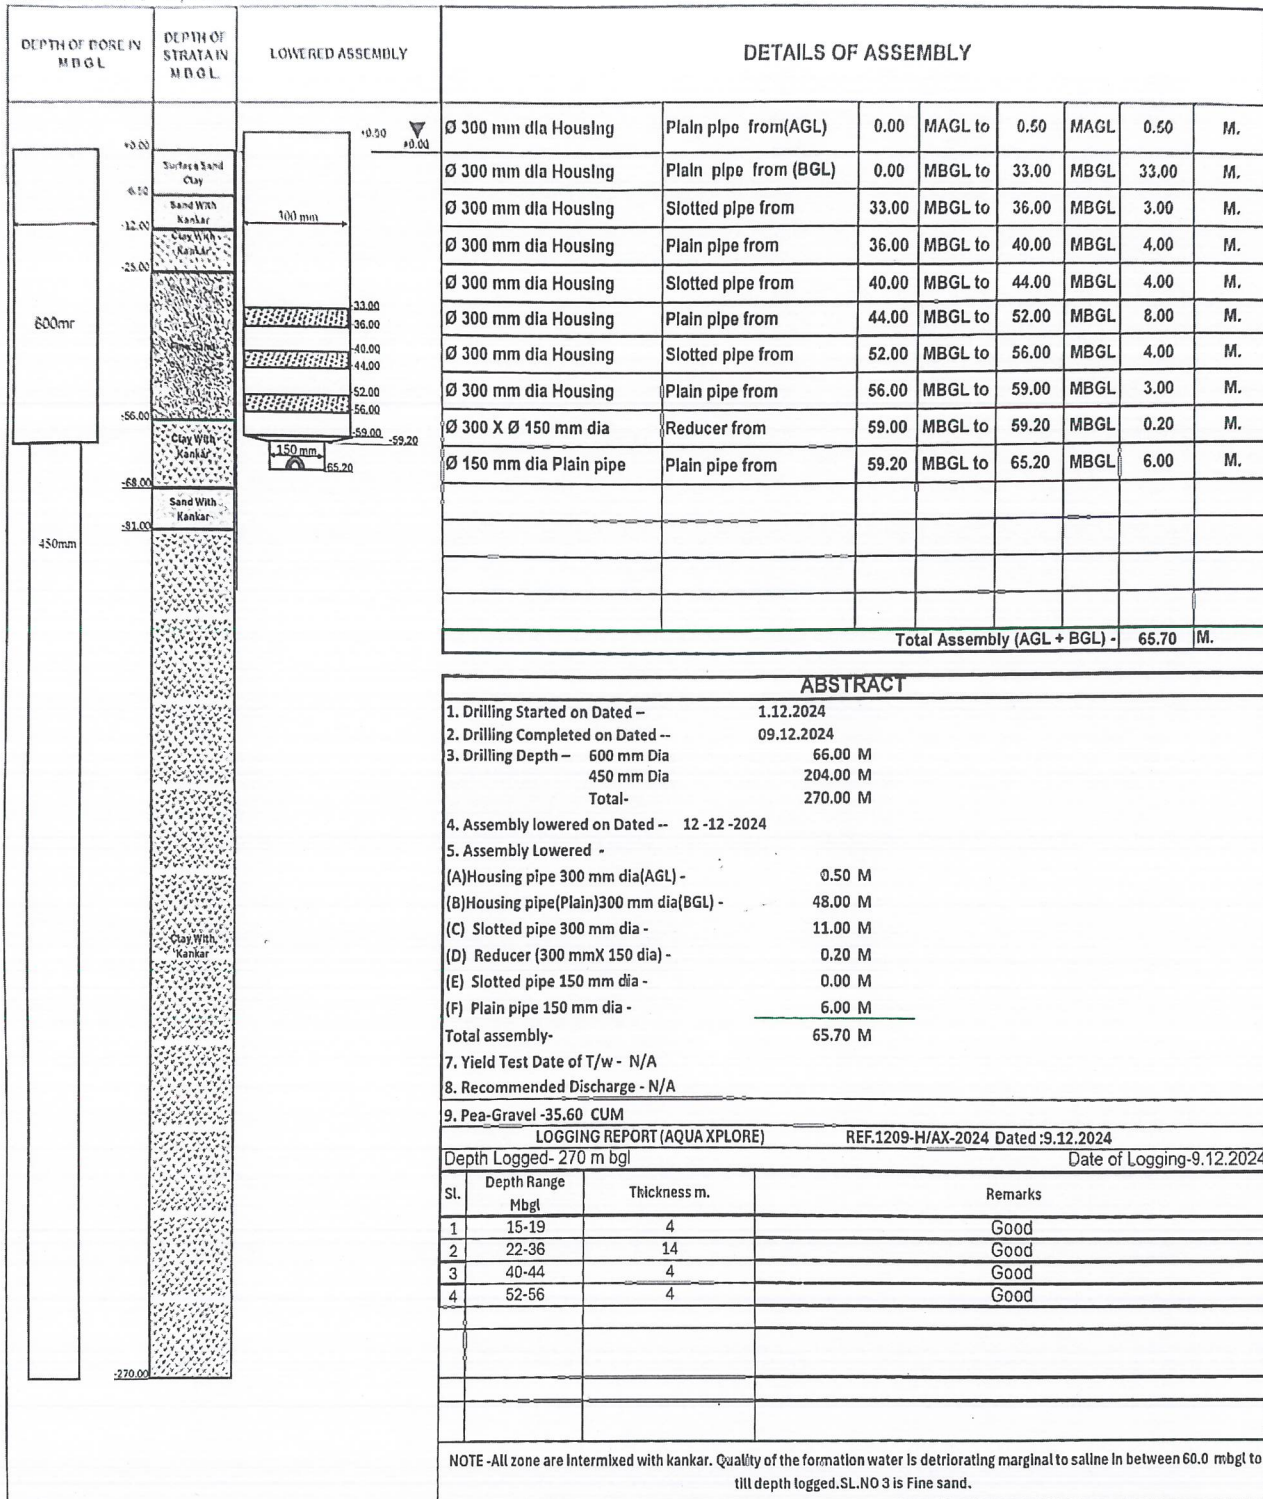 DEPTH OF BORE IN M B G L
DEPTH OF STRATA IN M B G L
LOWERED ASSEMBLY
DETAILS OF ASSEMBLY
+0.00
-6.50
-12.00
-25.00
-56.00
-68.00
-81.00
-270.00
600mr
450mm
Surface Sand Clay
Sand With Kankar
Clay With Kankar
Fine Sand
Clay With Kankar
Sand With Kankar
Clay With Kankar
+0.50
+0.00
300 mm
-33.00
-36.00
-40.00
-44.00
-52.00
-56.00
-59.00
-59.20
150 mm
65.20
Ø 300 mm dia Housing Plain pipe from(AGL) 0.00 MAGL to 0.50 MAGL 0.50 M.
Ø 300 mm dia Housing Plain pipe from (BGL) 0.00 MBGL to 33.00 MBGL 33.00 M.
Ø 300 mm dia Housing Slotted pipe from 33.00 MBGL to 36.00 MBGL 3.00 M.
Ø 300 mm dia Housing Plain pipe from 36.00 MBGL to 40.00 MBGL 4.00 M.
Ø 300 mm dia Housing Slotted pipe from 40.00 MBGL to 44.00 MBGL 4.00 M.
Ø 300 mm dia Housing Plain pipe from 44.00 MBGL to 52.00 MBGL 8.00 M.
Ø 300 mm dia Housing Slotted pipe from 52.00 MBGL to 56.00 MBGL 4.00 M.
Ø 300 mm dia Housing Plain pipe from 56.00 MBGL to 59.00 MBGL 3.00 M.
Ø 300 X Ø 150 mm dia Reducer from 59.00 MBGL to 59.20 MBGL 0.20 M.
Ø 150 mm dia Plain pipe Plain pipe from 59.20 MBGL to 65.20 MBGL 6.00 M.
Total Assembly (AGL + BGL) - 65.70 M.
ABSTRACT
1. Drilling Started on Dated – 1.12.2024
2. Drilling Completed on Dated -- 09.12.2024
3. Drilling Depth – 600 mm Dia 66.00 M
450 mm Dia 204.00 M
Total- 270.00 M
4. Assembly lowered on Dated -- 12 -12 -2024
5. Assembly Lowered -
(A)Housing pipe 300 mm dia(AGL) - 0.50 M
(B)Housing pipe(Plain)300 mm dia(BGL) - 48.00 M
(C) Slotted pipe 300 mm dia - 11.00 M
(D) Reducer (300 mmX 150 dia) - 0.20 M
(E) Slotted pipe 150 mm dia - 0.00 M
(F) Plain pipe 150 mm dia - 6.00 M
Total assembly- 65.70 M
7. Yield Test Date of T/w - N/A
8. Recommended Discharge - N/A
9. Pea-Gravel -35.60 CUM
LOGGING REPORT (AQUA XPLORE) REF.1209-H/AX-2024 Dated :9.12.2024
Depth Logged- 270 m bgl Date of Logging-9.12.2024
SL. Depth Range Mbgl Thickness m. Remarks
1 15-19 4 Good
2 22-36 14 Good
3 40-44 4 Good
4 52-56 4 Good
NOTE -All zone are intermixed with kankar. Quality of the formation water is detriorating marginal to saline in between 60.0 mbgl to
till depth logged.SL.NO 3 is Fine sand.